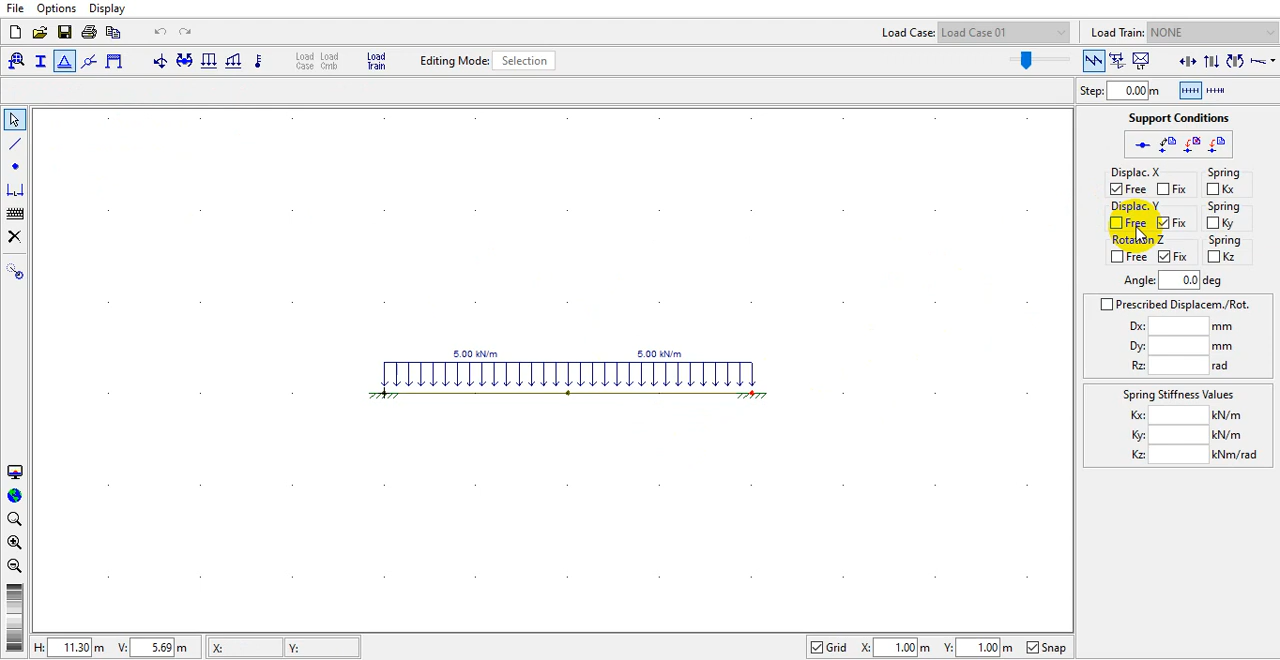 File Options Display
Load Case: Load Case 01 Load Train: NONE
Load Case Load Comb Load Train Editing Mode: Selection
LT
Step: 0.00 m
Support Conditions
Displac. X Spring
Free Fix Kx
Displac. Y Spring
Free Fix Ky
Rotation Z Spring
Free Fix Kz
Angle: 0.0 deg
Prescribed Displacem./Rot.
Dx: mm
Dy: mm
Rz: rad
Spring Stiffness Values
Kx: kN/m
Ky: kN/m
Kz: kNm/rad
5.00 kN/m 5.00 kN/m
H: 11.30 m V: 5.69 m X: Y: Grid X: 1.00 m Y: 1.00 m Snap